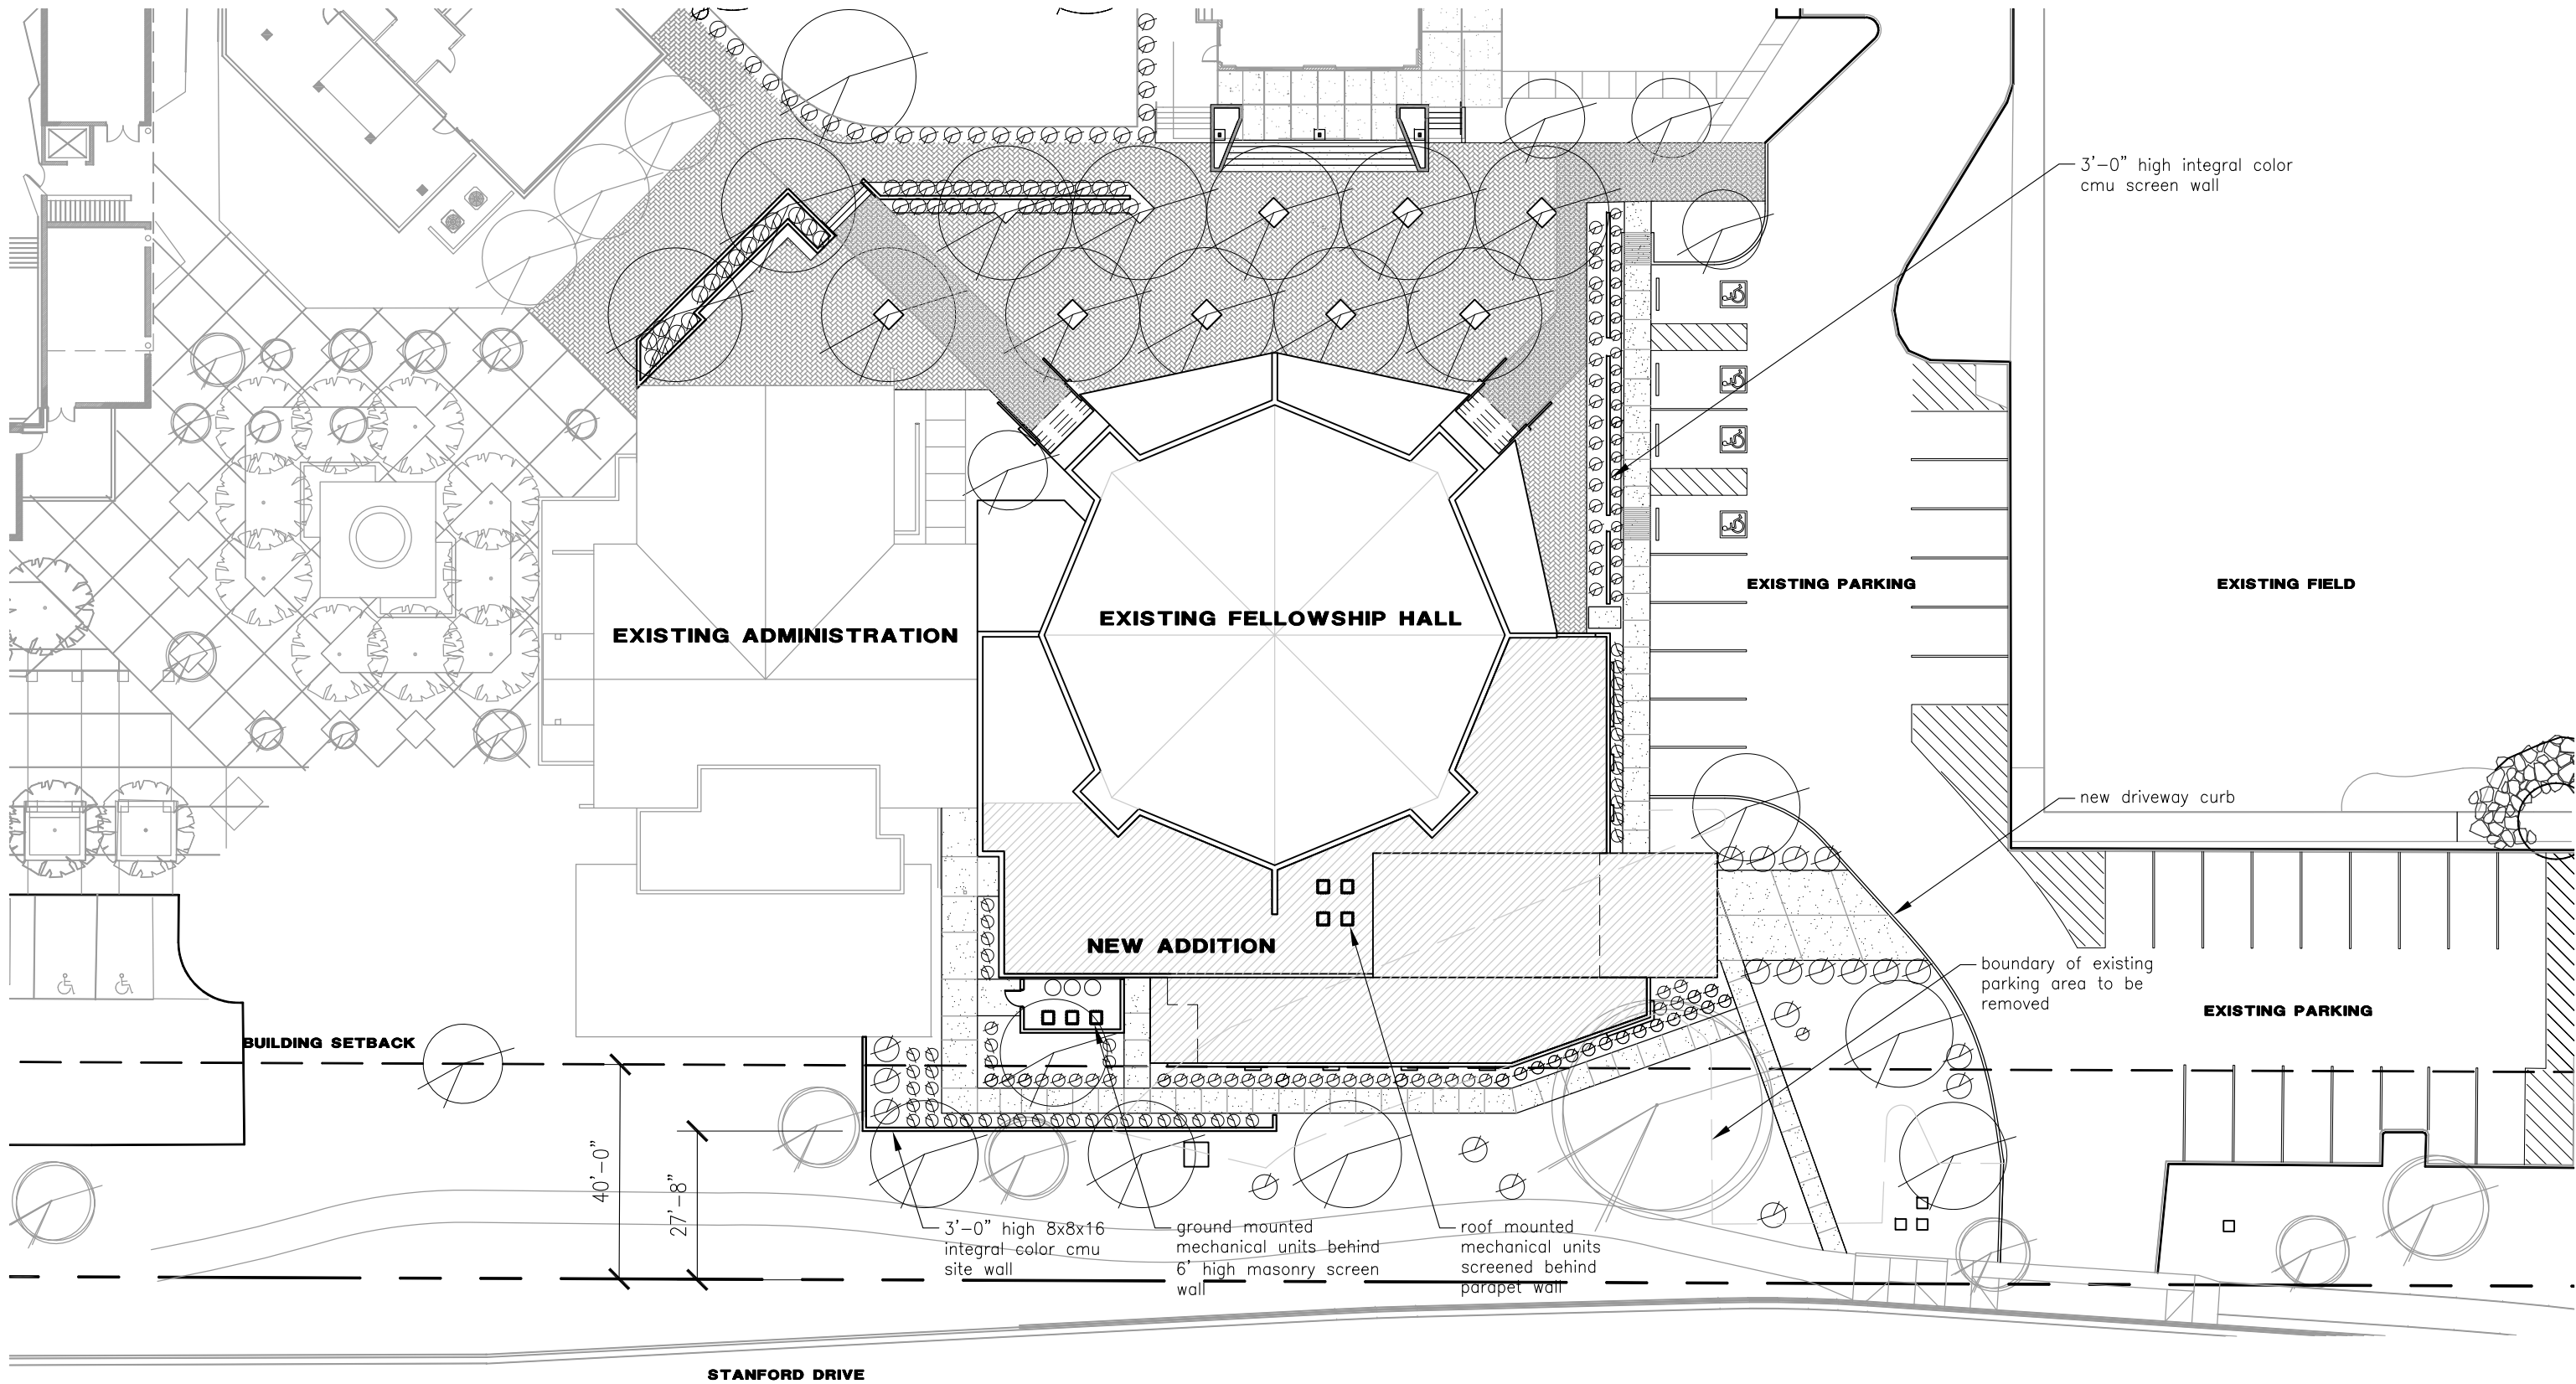 3'-0" high integral color
cmu screen wall
EXISTING PARKING
EXISTING FIELD
EXISTING FELLOWSHIP HALL
EXISTING ADMINISTRATION
new driveway curb
NEW ADDITION
boundary of existing
parking area to be
removed
EXISTING PARKING
BUILDING SETBACK
40'-0"
27'-8"
3'-0" high 8x8x16
integral color cmu
site wall
ground mounted
mechanical units behind
6' high masonry screen
wall
roof mounted
mechanical units
screened behind
parapet wall
STANFORD DRIVE